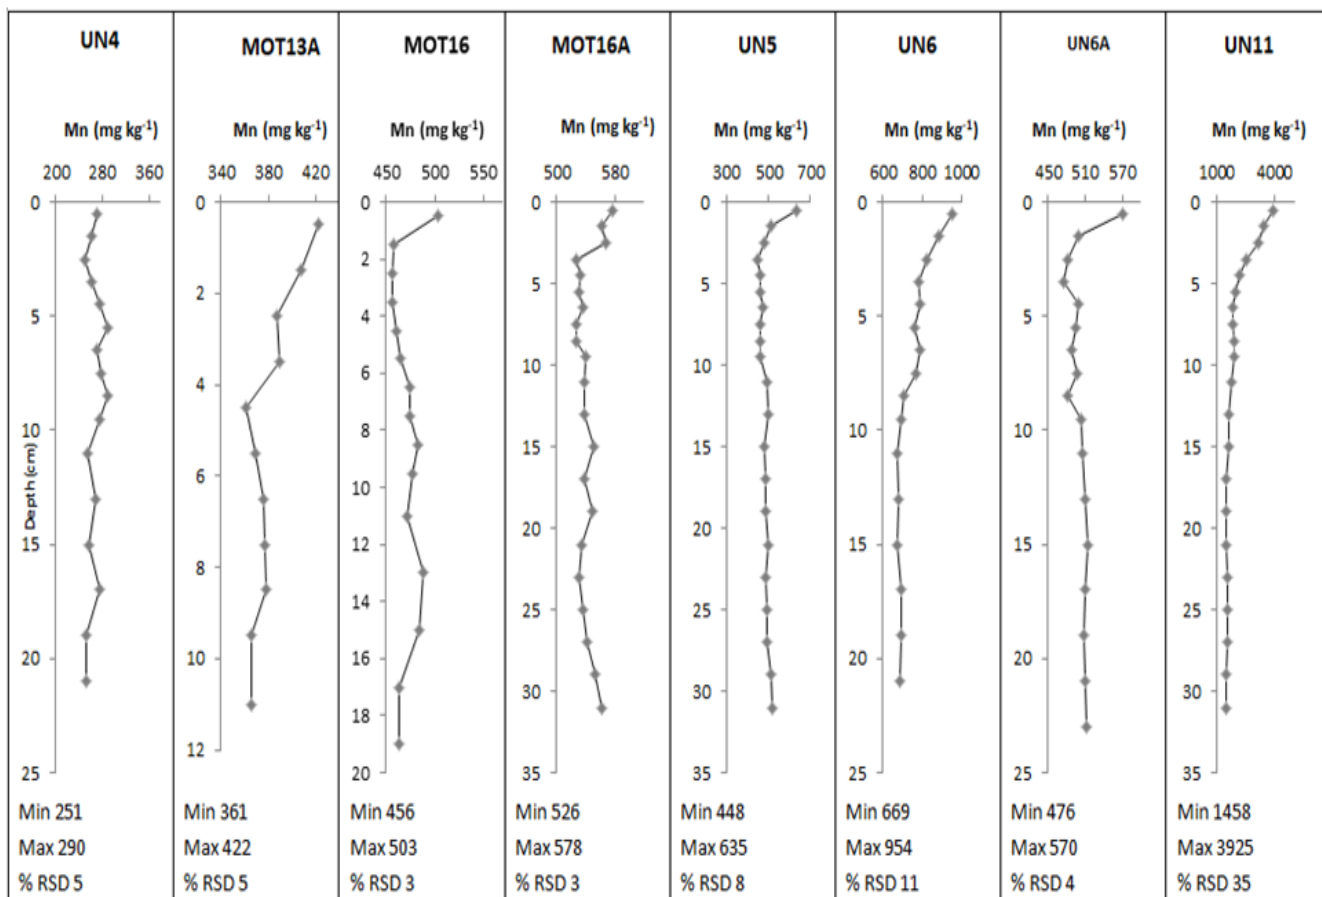 UN4
Mn (mg kg⁻¹)
200 280 360
0
5
10
15
20
25
Depth (cm)
Min 251
Max 290
% RSD 5
MOT13A
Mn (mg kg⁻¹)
340 380 420
0
2
4
6
8
10
12
Min 361
Max 422
% RSD 5
MOT16
Mn (mg kg⁻¹)
450 500 550
0
2
4
6
8
10
12
14
16
18
20
Min 456
Max 503
% RSD 3
MOT16A
Mn (mg kg⁻¹)
500 580
0
5
10
15
20
25
30
35
Min 526
Max 578
% RSD 3
UN5
Mn (mg kg⁻¹)
300 500 700
0
5
10
15
20
25
30
35
Min 448
Max 635
% RSD 8
UN6
Mn (mg kg⁻¹)
600 800 1000
0
5
10
15
20
25
Min 669
Max 954
% RSD 11
UN6A
Mn (mg kg⁻¹)
450 510 570
0
5
10
15
20
25
Min 476
Max 570
% RSD 4
UN11
Mn (mg kg⁻¹)
1000 4000
0
5
10
15
20
25
30
35
Min 1458
Max 3925
% RSD 35